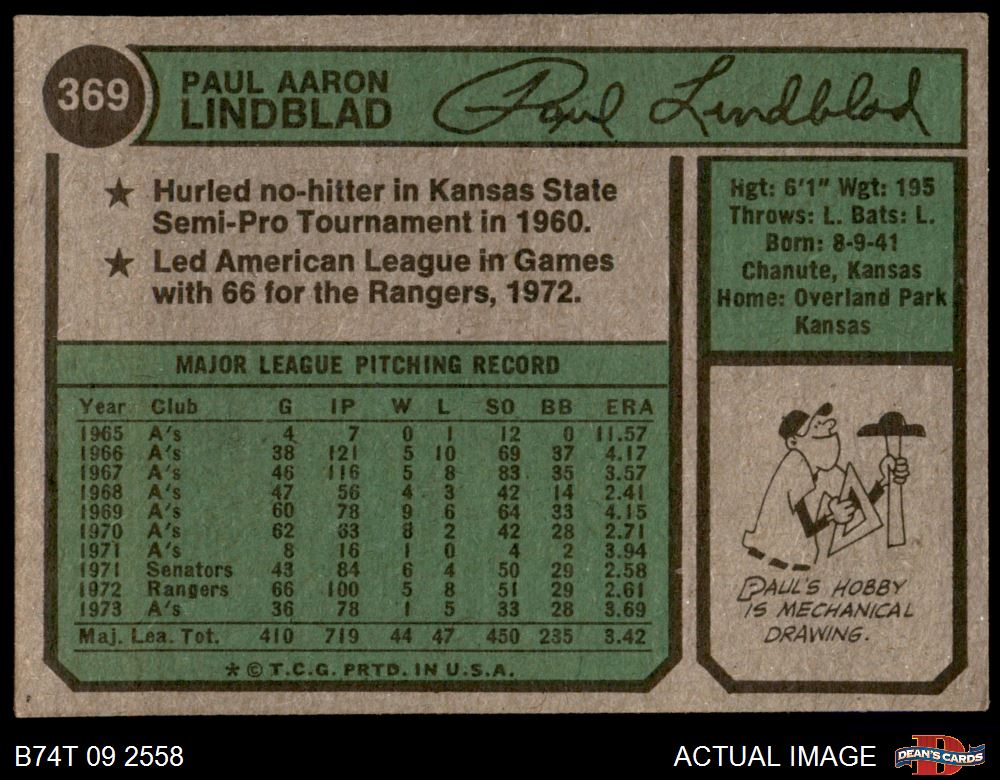 369
PAUL AARON
LINDBLAD
Paul Lindblad
★ Hurled no-hitter in Kansas State
Semi-Pro Tournament in 1960.
★ Led American League in Games
with 66 for the Rangers, 1972.
Hgt: 6'1" Wgt: 195
Throws: L. Bats: L.
Born: 8-9-41
Chanute, Kansas
Home: Overland Park
Kansas
MAJOR LEAGUE PITCHING RECORD
Year Club G IP W L SO BB ERA
1965 A's 4 7 0 1 12 0 11.57
1966 A's 38 121 5 10 69 37 4.17
1967 A's 46 116 5 8 83 35 3.57
1968 A's 47 56 4 3 42 14 2.41
1969 A's 60 78 9 6 64 33 4.15
1970 A's 62 63 8 2 42 28 2.71
1971 A's 8 16 1 0 4 2 3.94
1971 Senators 43 84 6 4 50 29 2.58
1972 Rangers 66 100 5 8 51 29 2.61
1973 A's 36 78 1 5 33 28 3.69
Maj. Lea. Tot. 410 719 44 47 450 235 3.42
* © T.C.G. PRTD. IN U.S.A.
PAUL'S HOBBY
IS MECHANICAL
DRAWING.
B74T 09 2558
ACTUAL IMAGE
DEAN'S CARDS